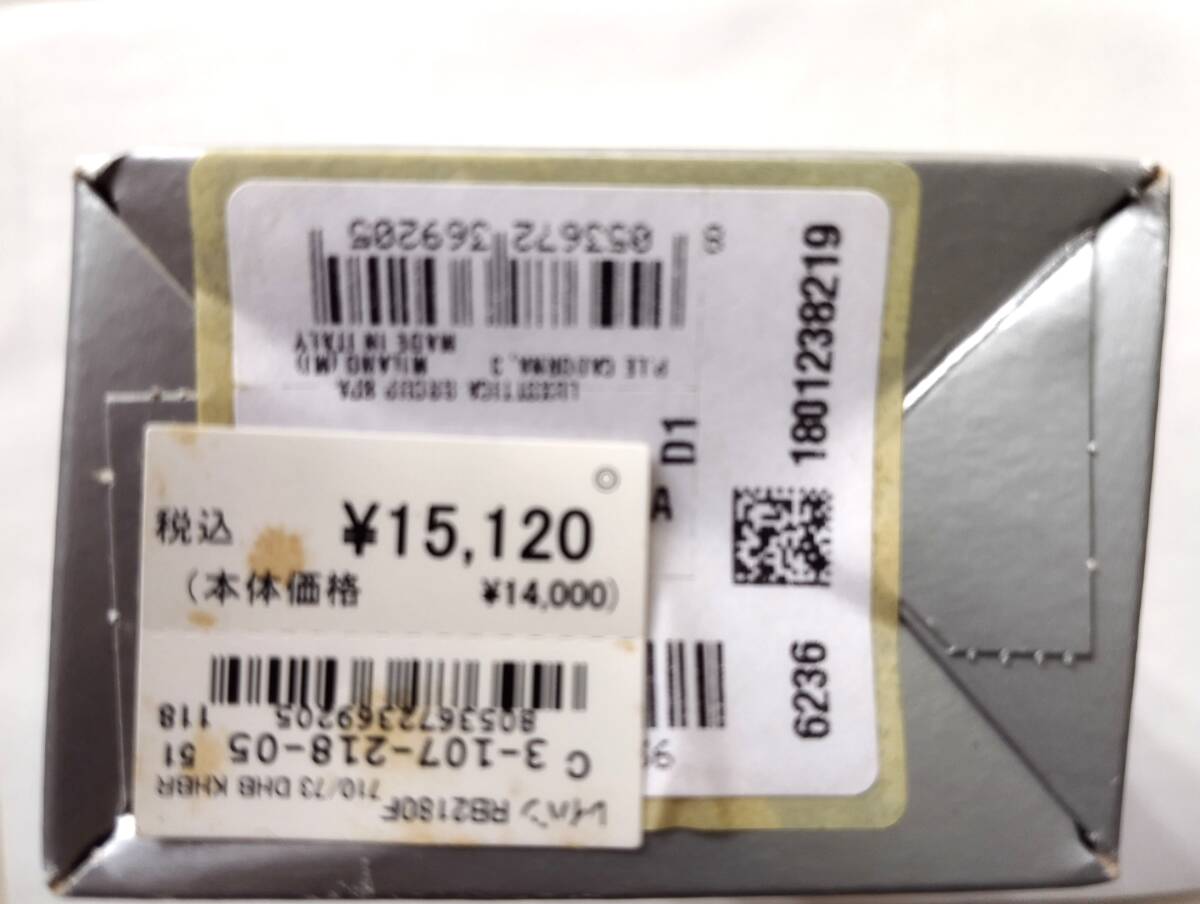 8 053672 369205
MADE IN ITALY
P.LE CADORNA, 3 MILANO (MI)
LUXOTTICA GROUP SPA
D1
A
18012382219
6236
税込 ¥15,120
(本体価格 ¥14,000)
レイバン RB2180F
710/73 DHB KHBR
C 3-107-218-05 51
8053672369205 118